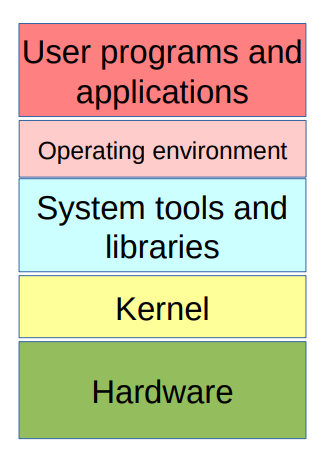 User programs and
applications
Operating environment
System tools and
libraries
Kernel
Hardware